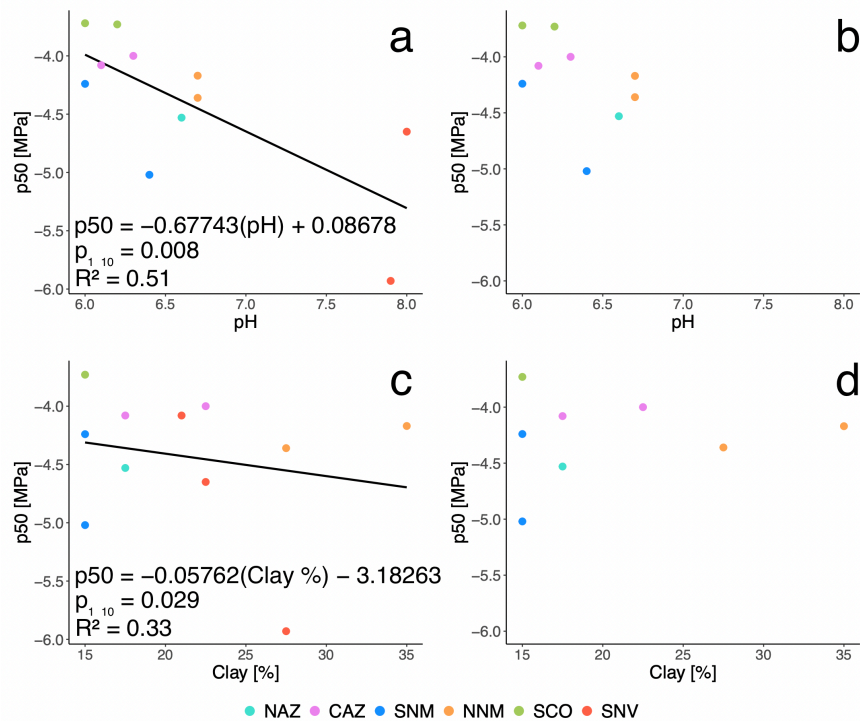 a
b
−4.0
−4.5
−5.0
−5.5
−6.0
p50 [MPa]
p50 = −0.67743(pH) + 0.08678
p₁ ₁₀ = 0.008
R² = 0.51
6.0 6.5 7.0 7.5 8.0
pH
−4.0
−4.5
−5.0
−5.5
−6.0
p50 [MPa]
6.0 6.5 7.0 7.5 8.0
pH
c
d
−4.0
−4.5
−5.0
−5.5
−6.0
p50 [MPa]
p50 = −0.05762(Clay %) − 3.18263
p₁ ₁₀ = 0.029
R² = 0.33
15 20 25 30 35
Clay [%]
−4.0
−4.5
−5.0
−5.5
−6.0
p50 [MPa]
15 20 25 30 35
Clay [%]
NAZ CAZ SNM NNM SCO SNV